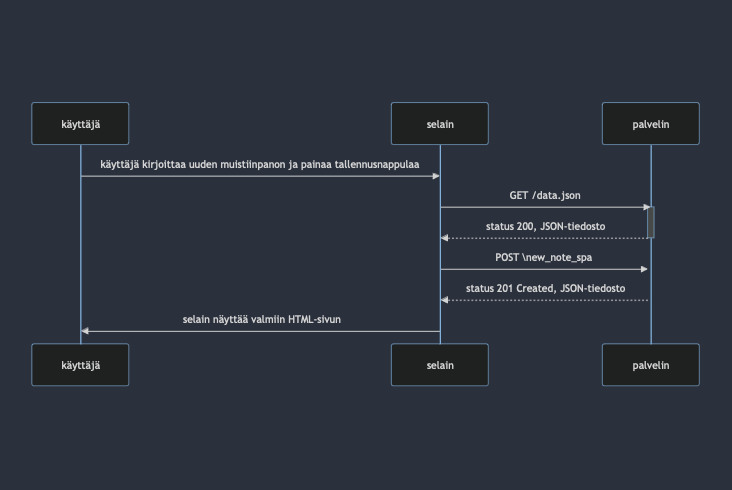 käyttäjä
selain
palvelin
käyttäjä kirjoittaa uuden muistiinpanon ja painaa tallennusnappulaa
GET /data.json
status 200, JSON-tiedosto
POST \new_note_spa
status 201 Created, JSON-tiedosto
selain näyttää valmiin HTML-sivun
käyttäjä
selain
palvelin